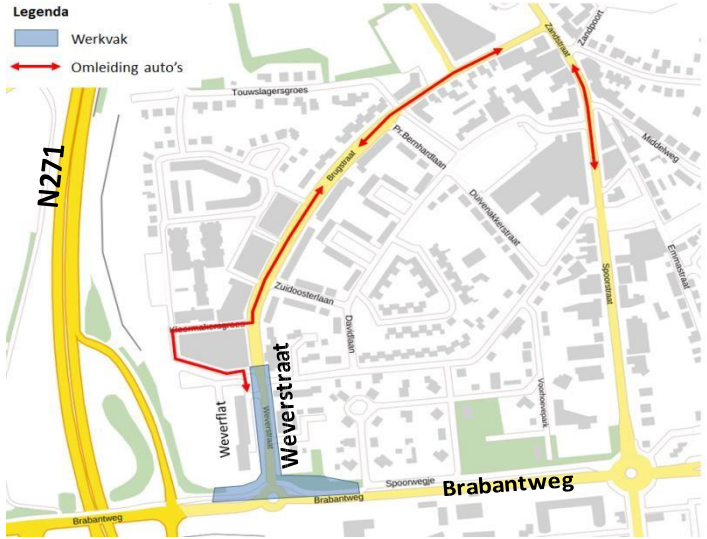 Legenda
Werkvak
Omleiding auto's
N271
Touwslagersgroes
Zandstraat
Zandpoort
Middelweg
Pr.Bernhardlaan
Brugstraat
Duivenakkerstraat
Emmastraat
Spoorstraat
Zuidoosterlaan
Kleermakersgroes
Davidlaan
Weverstraat
Weverstraat
Weverflat
Voorhoevepark
Spoorwegje
Brabantweg
Brabantweg
Brabantweg